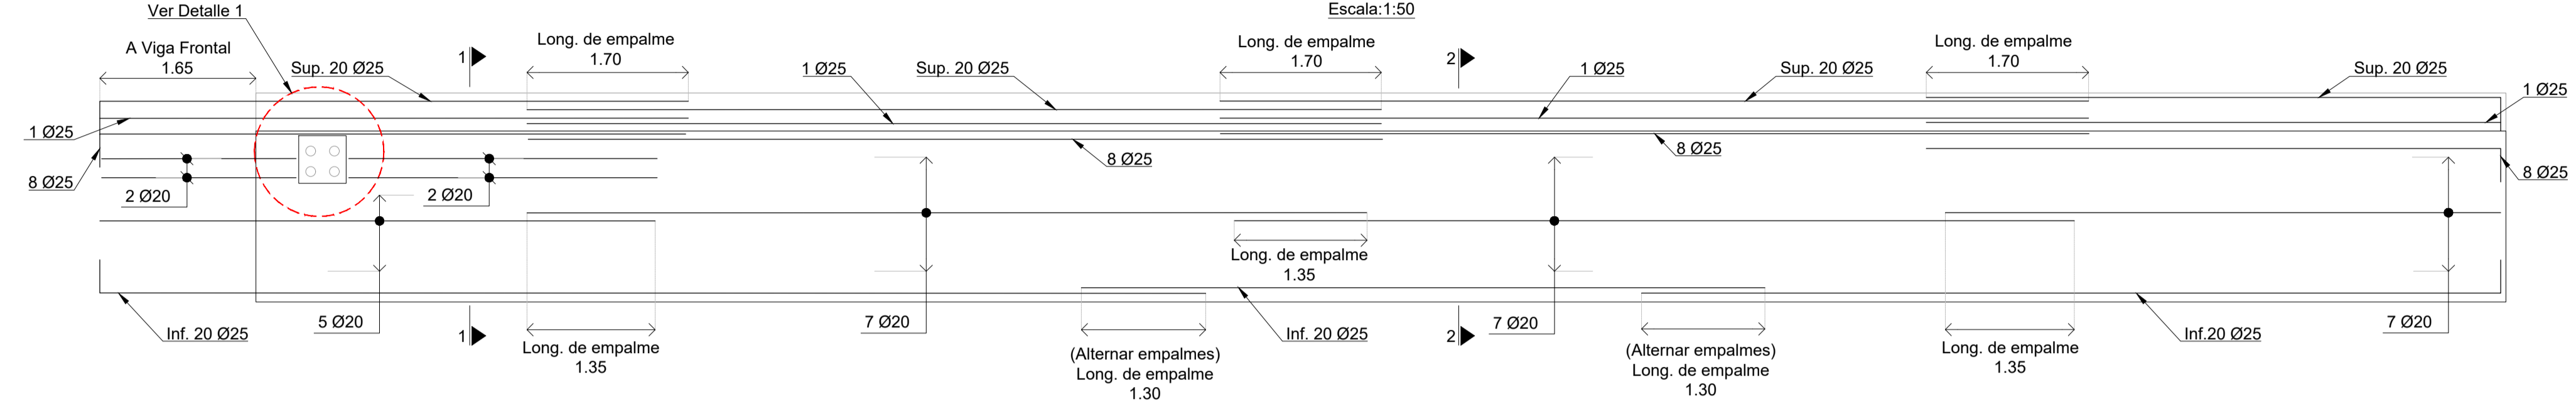 Ver Detalle 1
Escala:1:50
A Viga Frontal
1.65
Sup. 20 Ø25
1
Long. de empalme
1.70
1 Ø25
Sup. 20 Ø25
Long. de empalme
1.70
2
1 Ø25
Sup. 20 Ø25
Long. de empalme
1.70
Sup. 20 Ø25
1 Ø25
1 Ø25
8 Ø25
8 Ø25
8 Ø25
8 Ø25
2 Ø20
2 Ø20
Long. de empalme
1.35
5 Ø20
7 Ø20
7 Ø20
7 Ø20
Inf. 20 Ø25
1
Long. de empalme
1.35
(Alternar empalmes)
Long. de empalme
1.30
Inf. 20 Ø25
2
(Alternar empalmes)
Long. de empalme
1.30
Long. de empalme
1.35
Inf.20 Ø25